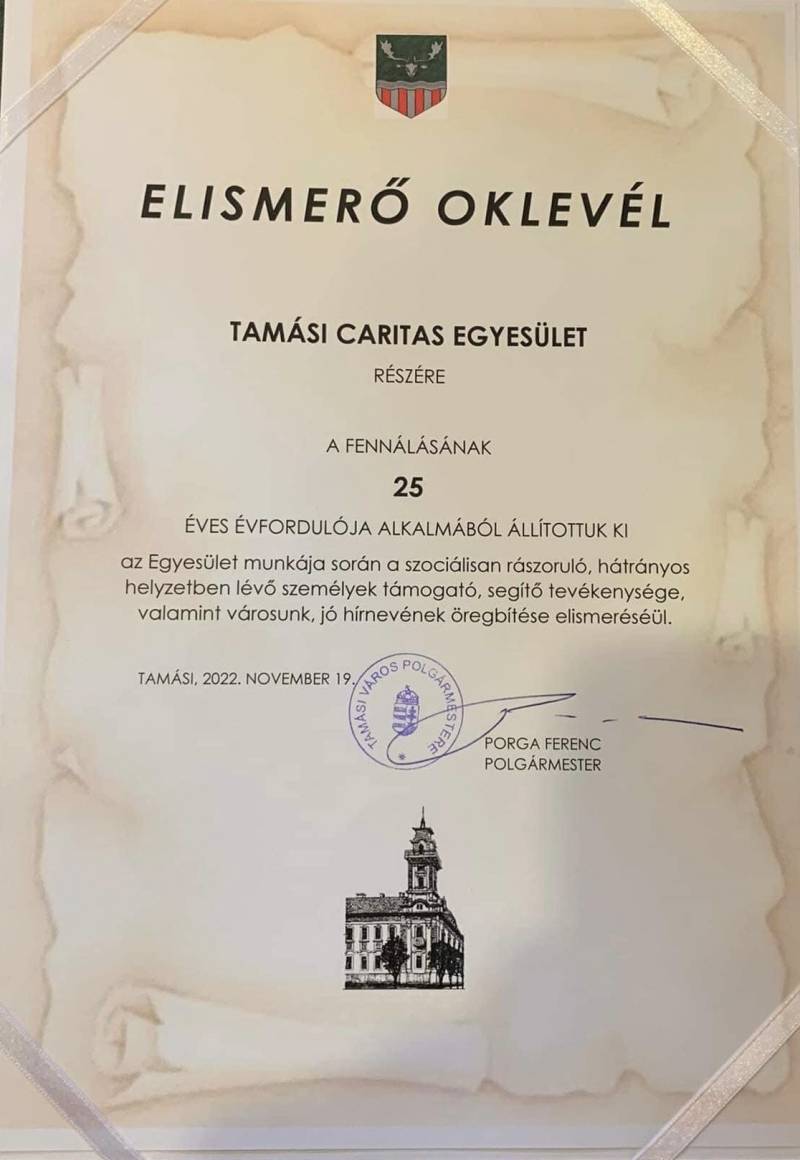 ELISMERŐ OKLEVÉL
TAMÁSI CARITAS EGYESÜLET
RÉSZÉRE
A FENNÁLÁSÁNAK
25
ÉVES ÉVFORDULÓJA ALKALMÁBÓL ÁLLÍTOTTUK KI
az Egyesület munkája során a szociálisan rászoruló, hátrányos
helyzetben lévő személyek támogató, segítő tevékenysége,
valamint városunk, jó hírnevének öregbítése elismeréséül.
TAMÁSI, 2022. NOVEMBER 19.
TAMÁSI VÁROS POLGÁRMESTERE
PORGA FERENC
POLGÁRMESTER